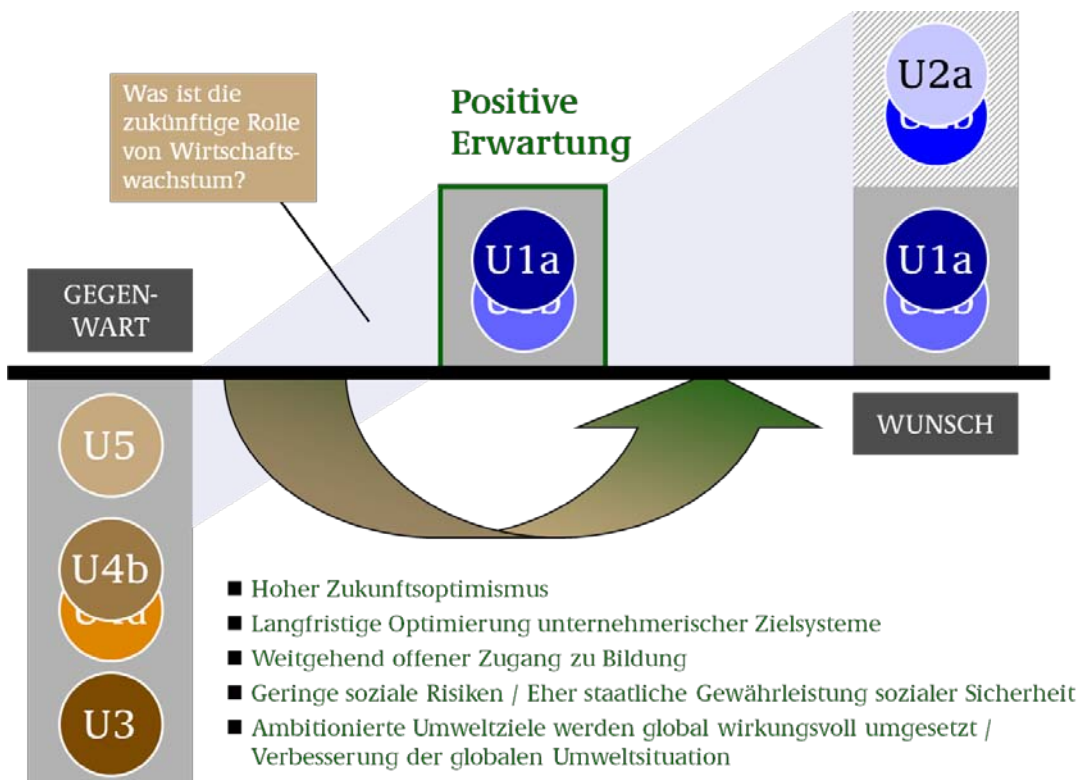 Was ist die
zukünftige Rolle
von Wirtschafts-
wachstum?
Positive
Erwartung
U2a
U1a
U1a
GEGEN-
WART
WUNSCH
U5
U4b
U3
■ Hoher Zukunftsoptimismus
■ Langfristige Optimierung unternehmerischer Zielsysteme
■ Weitgehend offener Zugang zu Bildung
■ Geringe soziale Risiken / Eher staatliche Gewährleistung sozialer Sicherheit
■ Ambitionierte Umweltziele werden global wirkungsvoll umgesetzt /
Verbesserung der globalen Umweltsituation